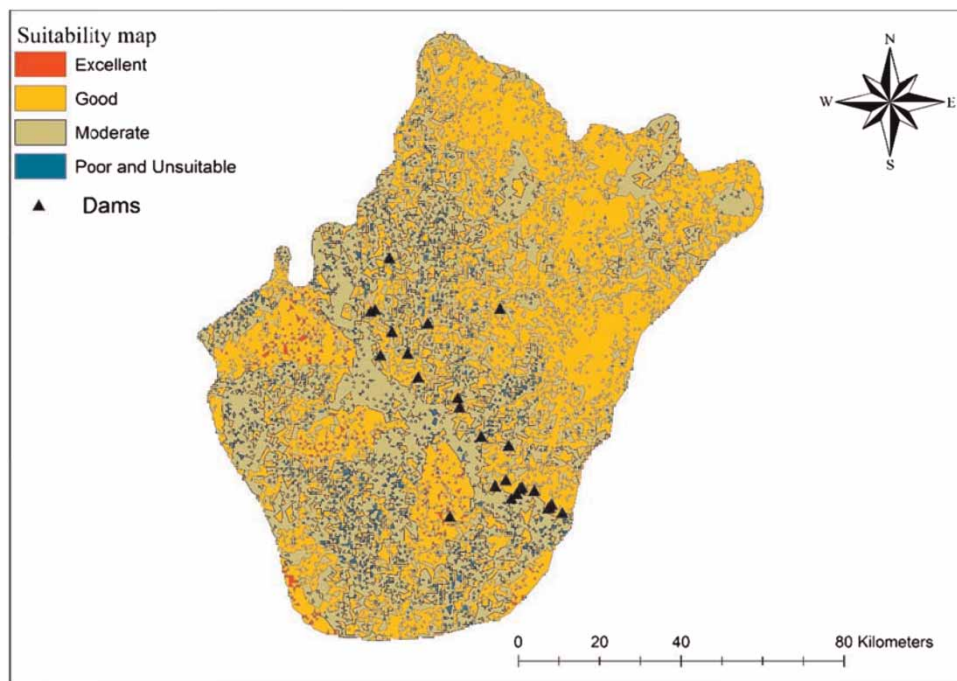 Suitability map
Excellent
Good
Moderate
Poor and Unsuitable
Dams
N
W E
S
0 20 40 80 Kilometers